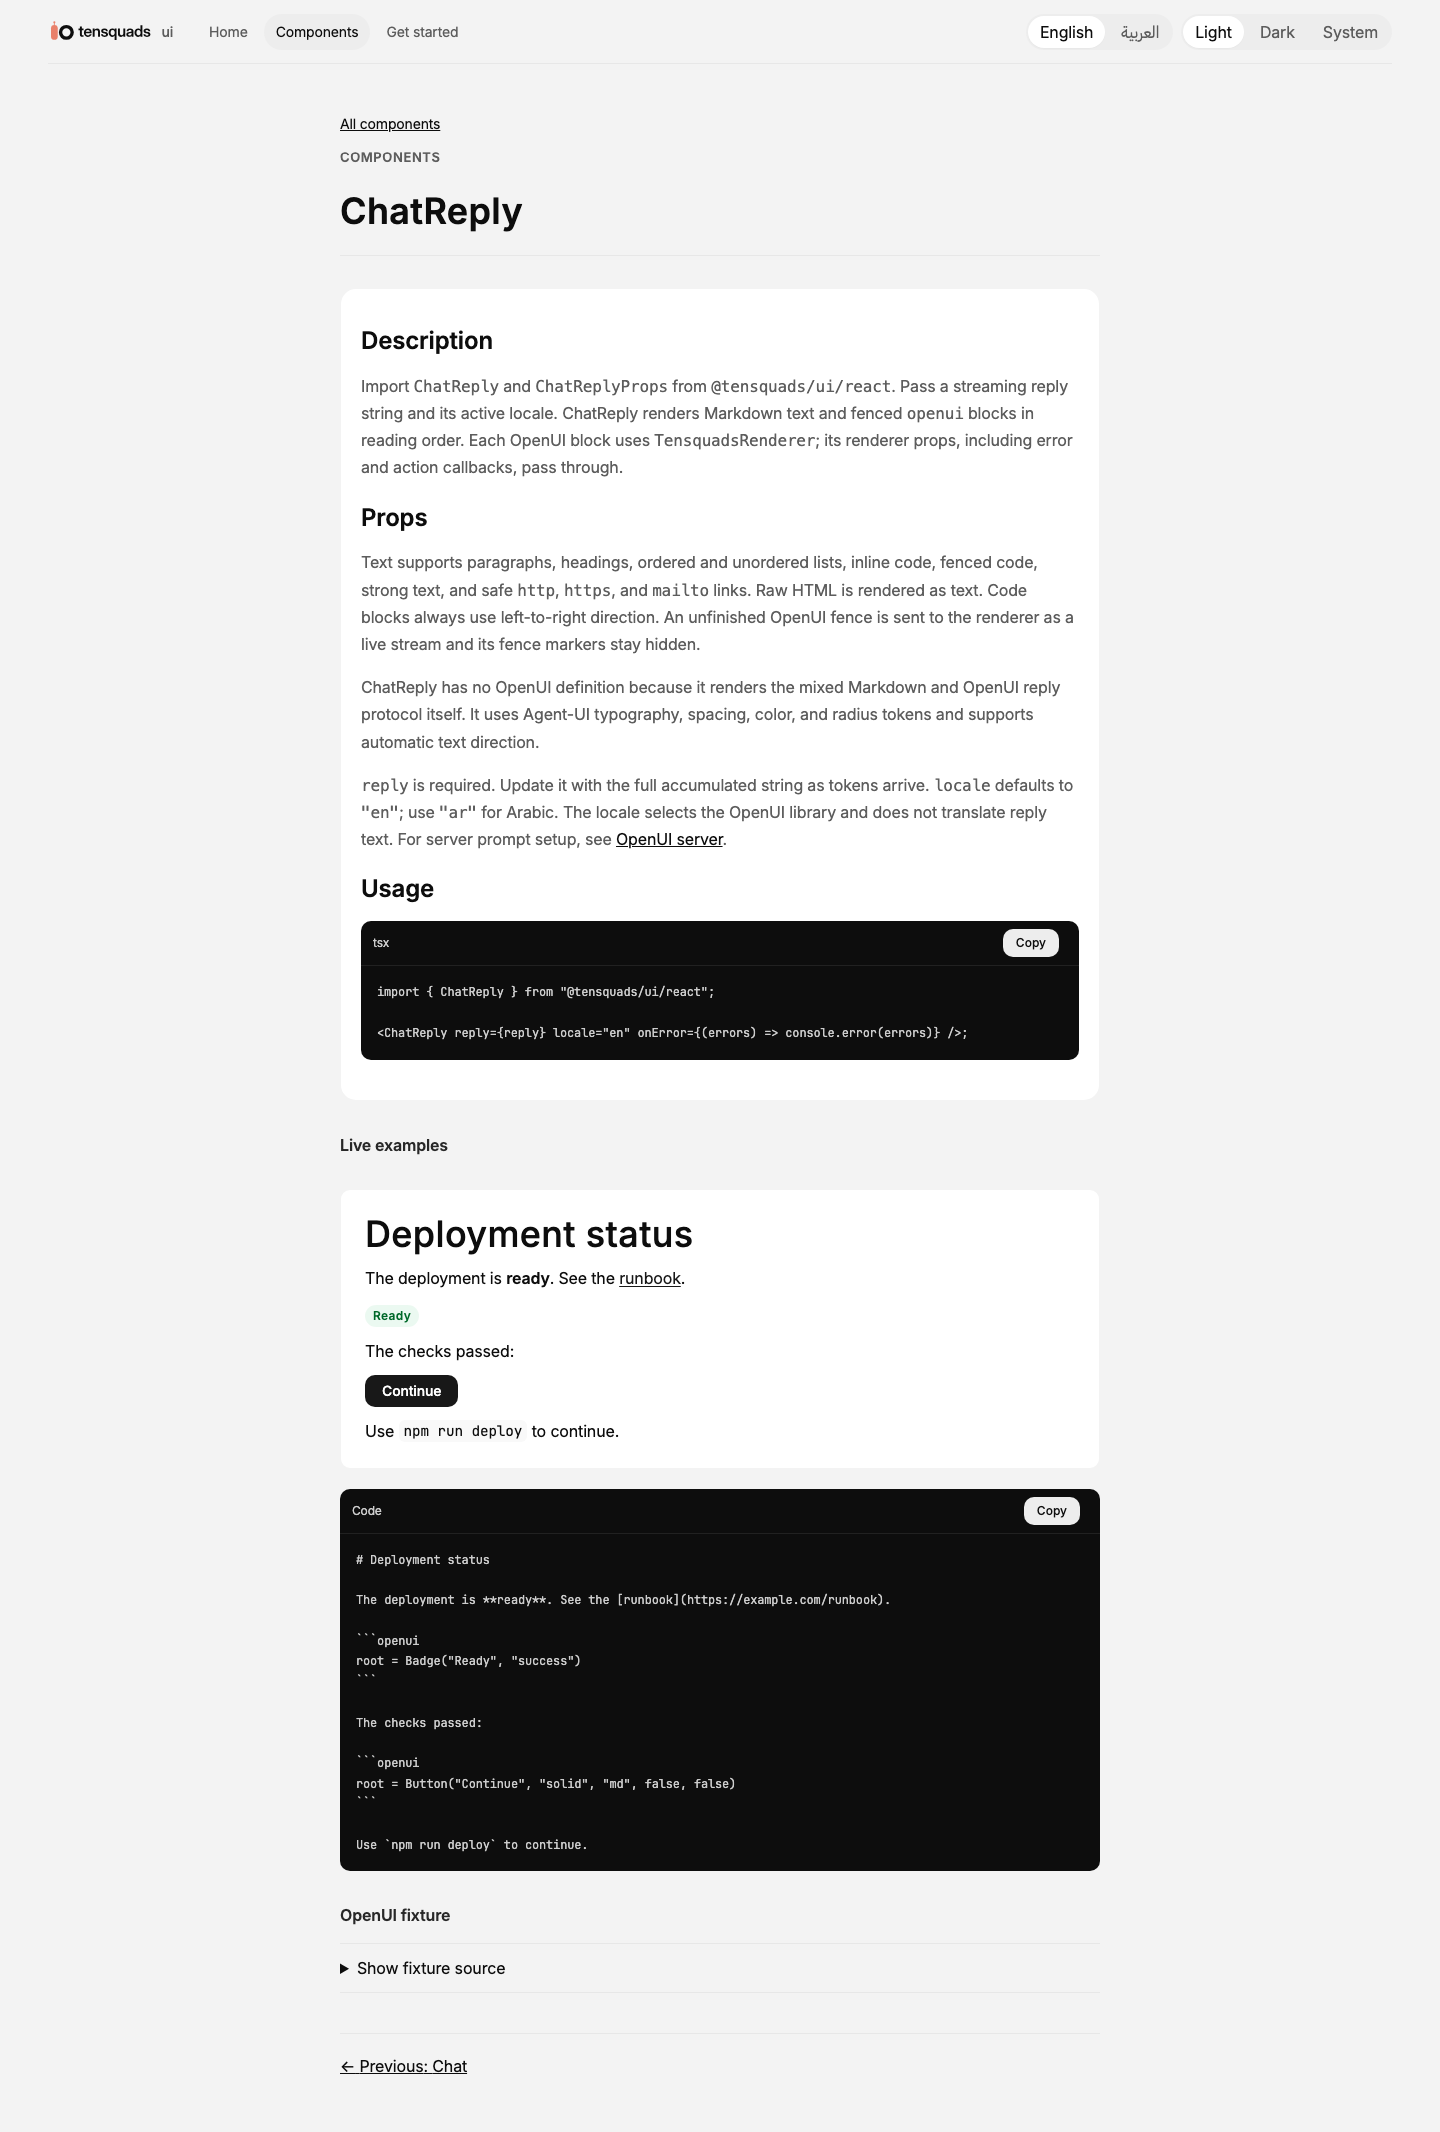 tensquads ui Home Components Get started English العربية Light Dark System
All components
COMPONENTS
ChatReply
Description
Import ChatReply and ChatReplyProps from @tensquads/ui/react. Pass a streaming reply
string and its active locale. ChatReply renders Markdown text and fenced openui blocks in
reading order. Each OpenUI block uses TensquadsRenderer; its renderer props, including error
and action callbacks, pass through.
Props
Text supports paragraphs, headings, ordered and unordered lists, inline code, fenced code,
strong text, and safe http, https, and mailto links. Raw HTML is rendered as text. Code
blocks always use left-to-right direction. An unfinished OpenUI fence is sent to the renderer as a
live stream and its fence markers stay hidden.
ChatReply has no OpenUI definition because it renders the mixed Markdown and OpenUI reply
protocol itself. It uses Agent-UI typography, spacing, color, and radius tokens and supports
automatic text direction.
reply is required. Update it with the full accumulated string as tokens arrive. locale defaults to
"en"; use "ar" for Arabic. The locale selects the OpenUI library and does not translate reply
text. For server prompt setup, see OpenUI server.
Usage
tsx Copy
import { ChatReply } from "@tensquads/ui/react";
<ChatReply reply={reply} locale="en" onError={(errors) => console.error(errors)} />;
Live examples
Deployment status
The deployment is ready. See the runbook.
Ready
The checks passed:
Continue
Use npm run deploy to continue.
Code Copy
# Deployment status
The deployment is **ready**. See the [runbook](https://example.com/runbook).
```openui
root = Badge("Ready", "success")
```
The checks passed:
```openui
root = Button("Continue", "solid", "md", false, false)
```
Use `npm run deploy` to continue.
OpenUI fixture
▶ Show fixture source
← Previous: Chat